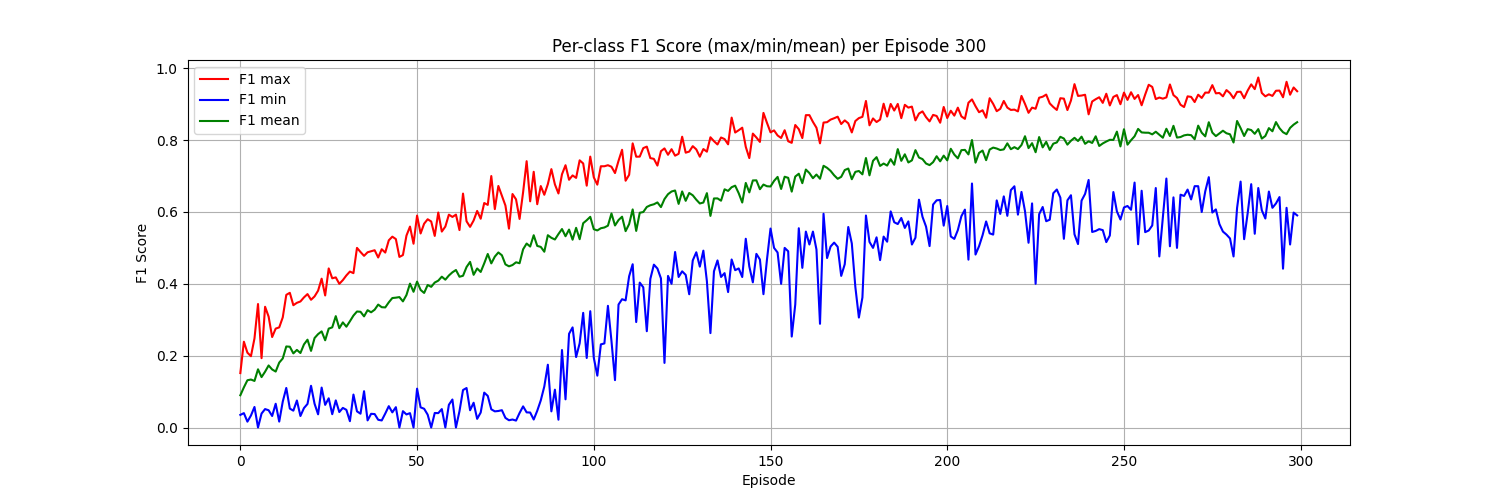 Per-class F1 Score (max/min/mean) per Episode 300
F1 max
F1 min
F1 mean
F1 Score
1.0
0.8
0.6
0.4
0.2
0.0
0 50 100 150 200 250 300
Episode